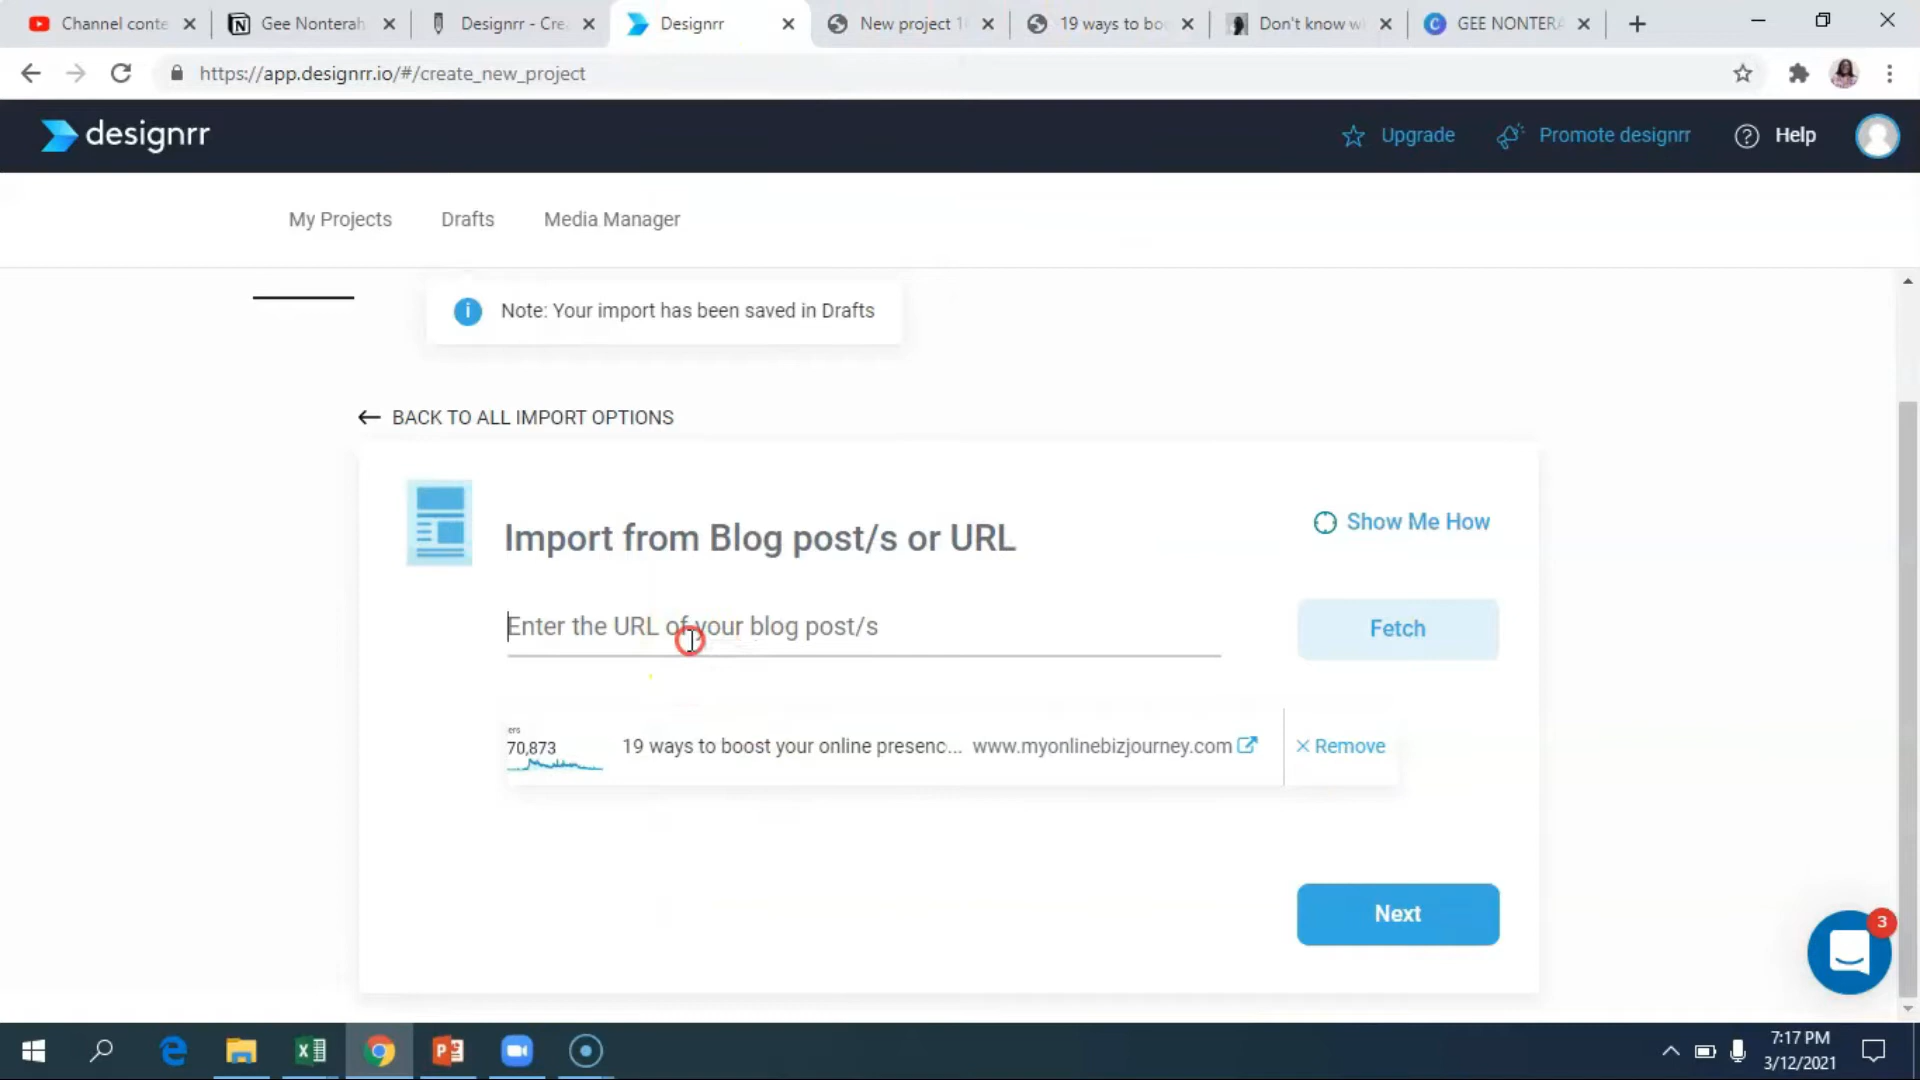 Channel conte
Gee Nonterah
Designrr - Cre
Designrr
New project 1
19 ways to boo
Don't know w
GEE NONTERA
https://app.designrr.io/#/create_new_project
designrr
Upgrade
Promote designrr
Help
My Projects
Drafts
Media Manager
Note: Your import has been saved in Drafts
BACK TO ALL IMPORT OPTIONS
Import from Blog post/s or URL
Show Me How
Enter the URL of your blog post/s
Fetch
ers
70,873
19 ways to boost your online presenc...
www.myonlinebizjourney.com
Remove
Next
3
7:17 PM
3/12/2021